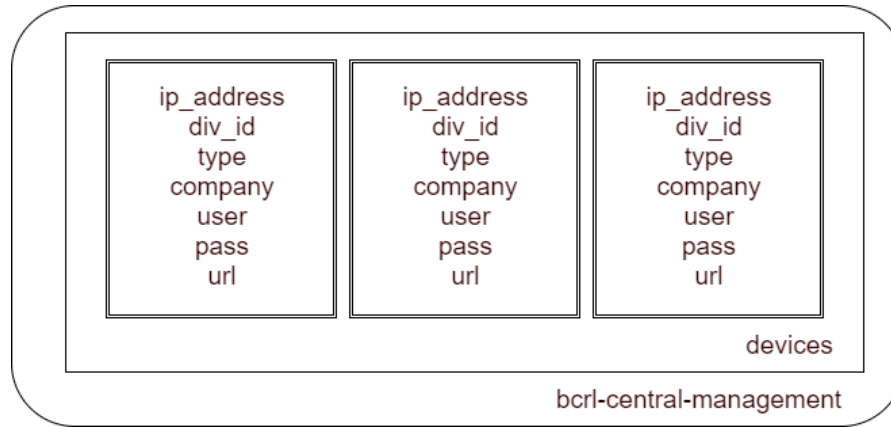 ip_address
div_id
type
company
user
pass
url
ip_address
div_id
type
company
user
pass
url
ip_address
div_id
type
company
user
pass
url
devices
bcrl-central-management